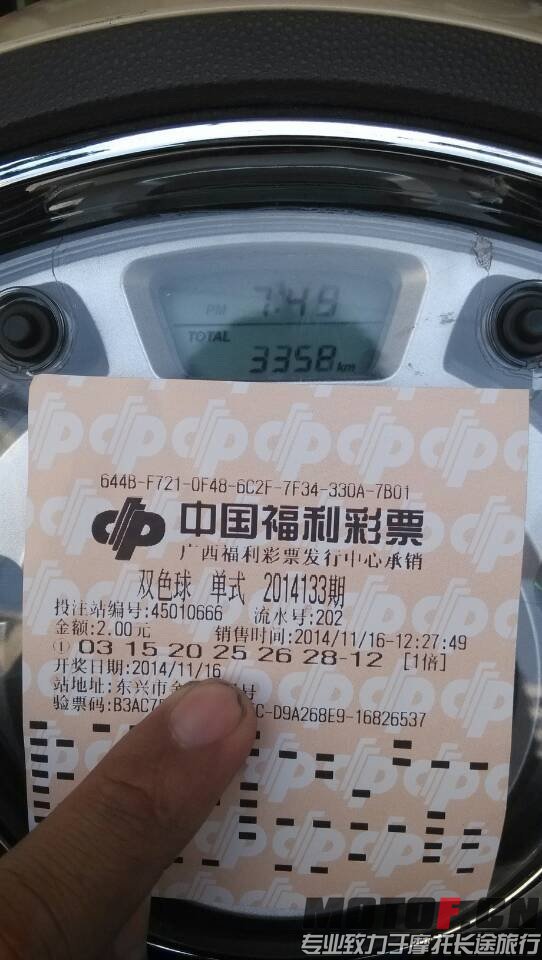 PM 7:49
TOTAL
3358 km
644B-F721-0F48-6C2F-7F34-330A-7B01
中国福利彩票
广西福利彩票发行中心承销
双色球 单式 2014133期
投注站编号:45010666 流水号:202
金额:2.00元 销售时间:2014/11/16-12:27:49
① 03 15 20 25 26 28-12 [1倍]
开奖日期:2014/11/16
站地址:东兴市 号
验票码:B3AC7 C-D9A268E9-16826537
MOTOF.CN
专业致力于摩托长途旅行